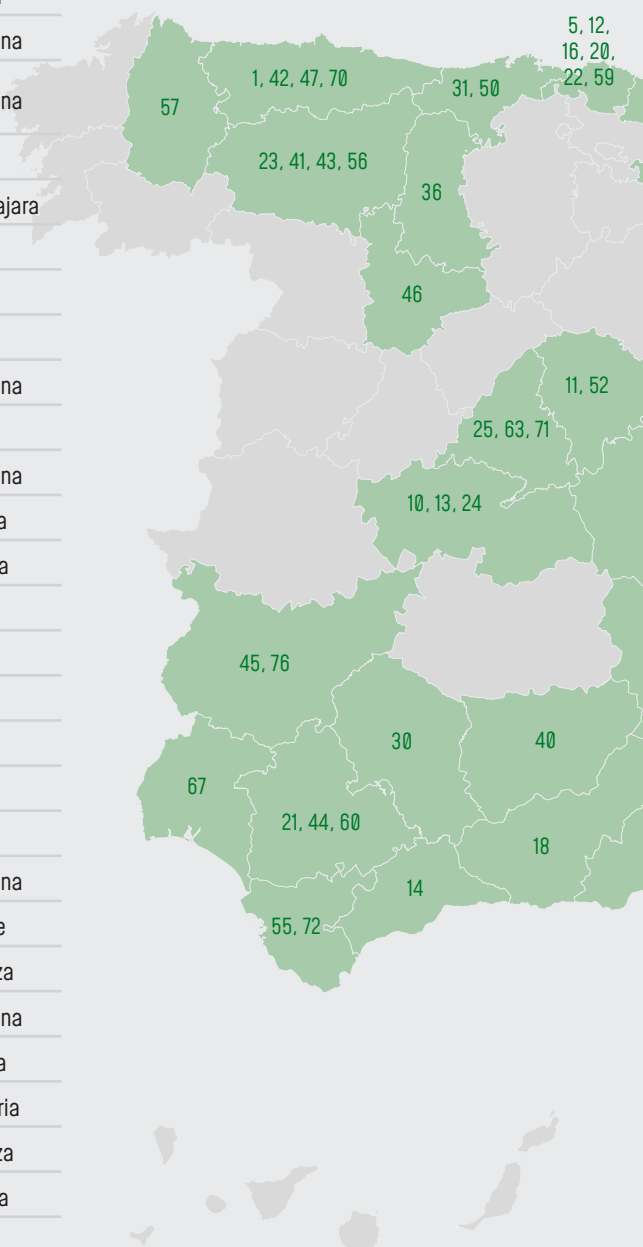 na
na
ajara
na
na
a
a
na
e
za
na
a
ria
za
a
5, 12,
16, 20,
22, 59
1, 42, 47, 70
31, 50
57
23, 41, 43, 56
36
46
11, 52
25, 63, 71
10, 13, 24
45, 76
30
40
67
21, 44, 60
18
14
55, 72